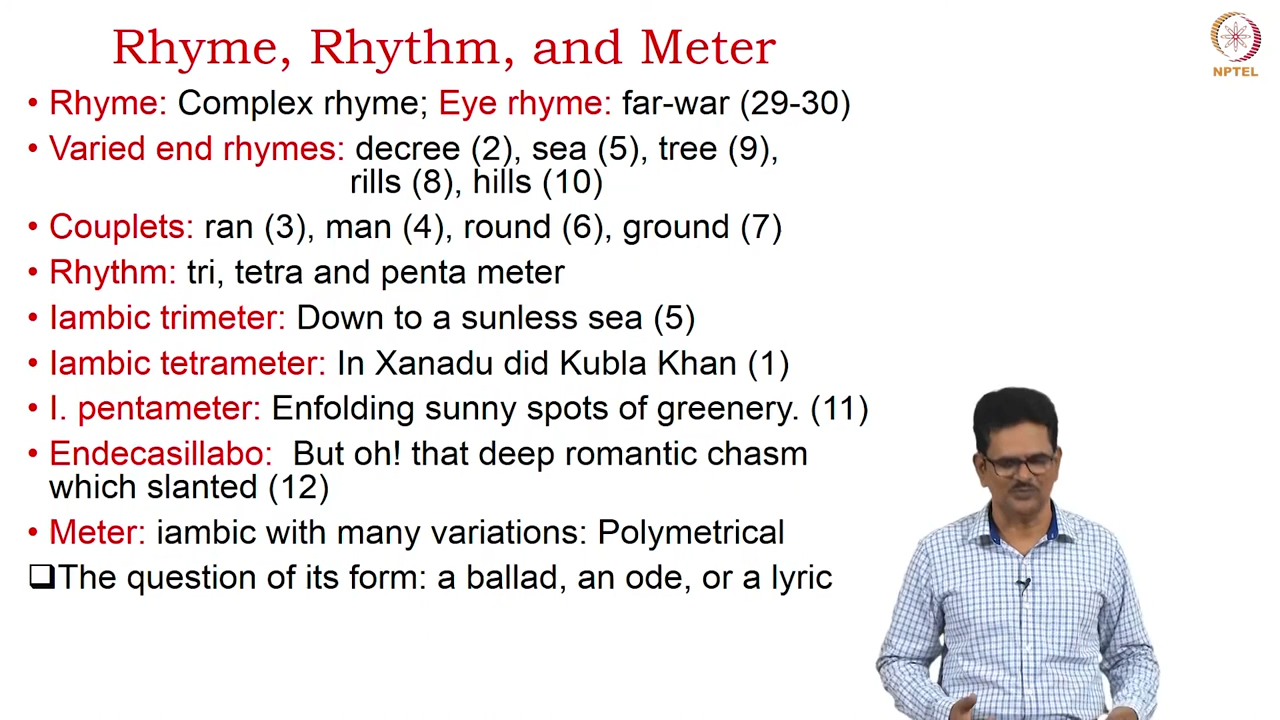 Rhyme, Rhythm, and Meter
NPTEL
• Rhyme: Complex rhyme; Eye rhyme: far-war (29-30)
• Varied end rhymes: decree (2), sea (5), tree (9),
rills (8), hills (10)
• Couplets: ran (3), man (4), round (6), ground (7)
• Rhythm: tri, tetra and penta meter
• Iambic trimeter: Down to a sunless sea (5)
• Iambic tetrameter: In Xanadu did Kubla Khan (1)
• I. pentameter: Enfolding sunny spots of greenery. (11)
• Endecasillabo: But oh! that deep romantic chasm
which slanted (12)
• Meter: iambic with many variations: Polymetrical
❑The question of its form: a ballad, an ode, or a lyric